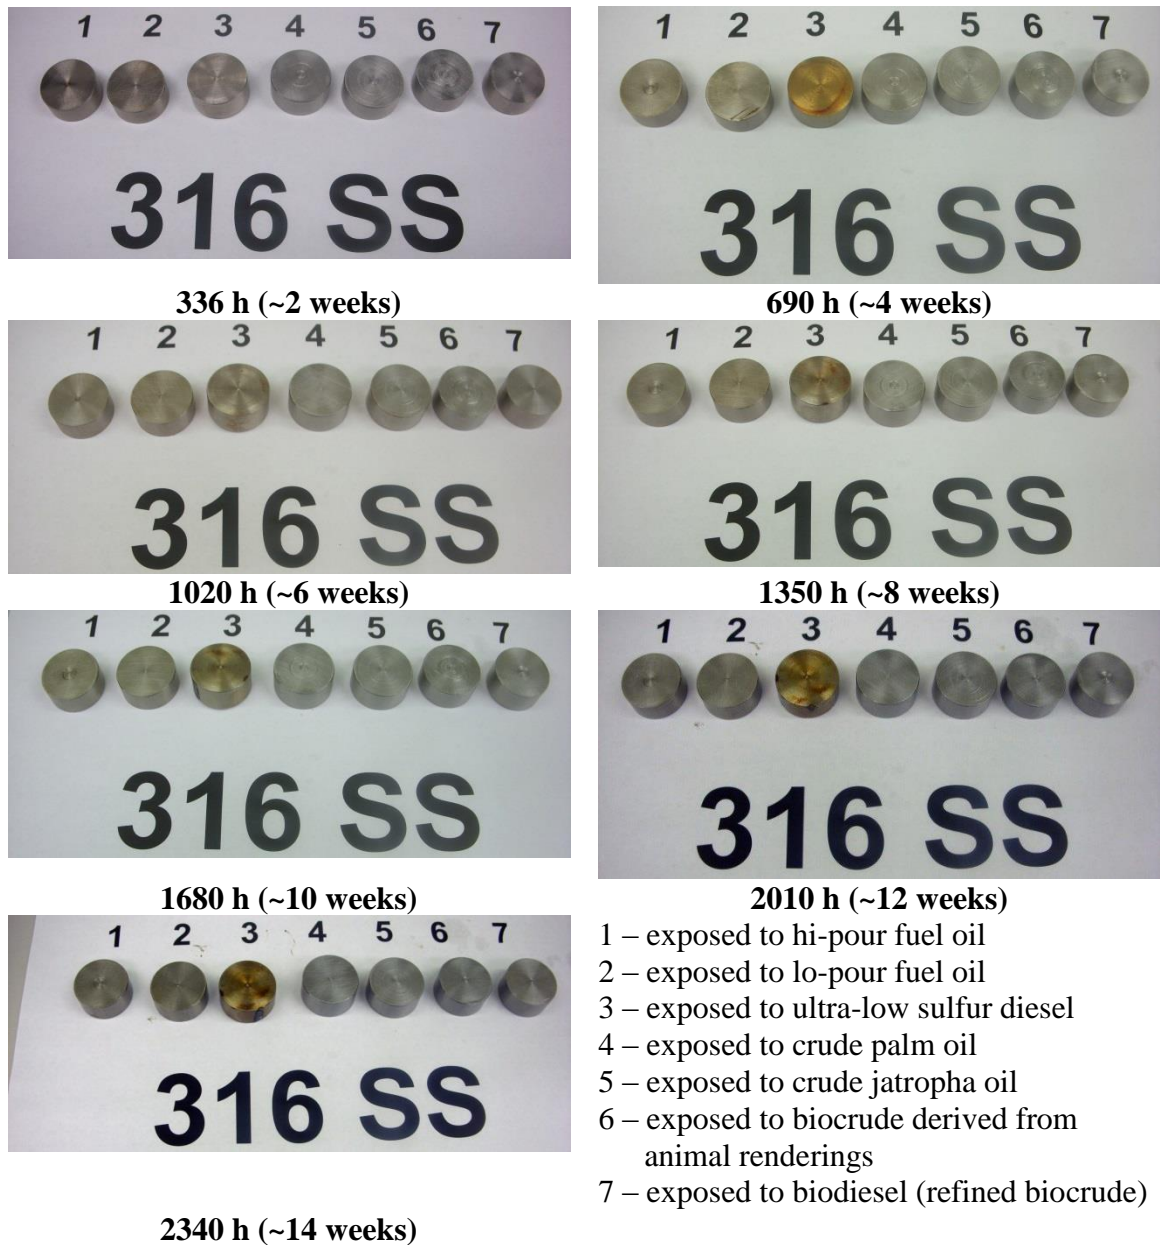 1 2 3 4 5 6 7
316 SS
336 h (~2 weeks)
1 2 3 4 5 6 7
316 SS
690 h (~4 weeks)
1 2 3 4 5 6 7
316 SS
1020 h (~6 weeks)
1 2 3 4 5 6 7
316 SS
1350 h (~8 weeks)
1 2 3 4 5 6 7
316 SS
1680 h (~10 weeks)
1 2 3 4 5 6 7
316 SS
2010 h (~12 weeks)
1 2 3 4 5 6 7
316 SS
2340 h (~14 weeks)
1 – exposed to hi-pour fuel oil
2 – exposed to lo-pour fuel oil
3 – exposed to ultra-low sulfur diesel
4 – exposed to crude palm oil
5 – exposed to crude jatropha oil
6 – exposed to biocrude derived from
animal renderings
7 – exposed to biodiesel (refined biocrude)